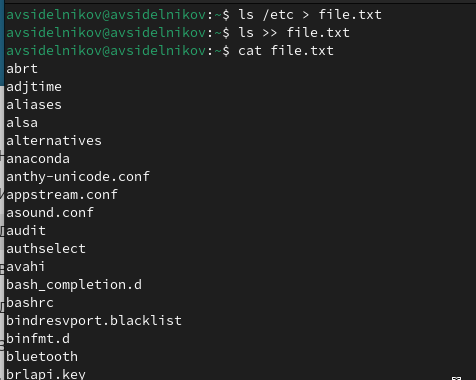 avsidelnikov@avsidelnikov:~$ ls /etc > file.txt
avsidelnikov@avsidelnikov:~$ ls >> file.txt
avsidelnikov@avsidelnikov:~$ cat file.txt
abrt
adjtime
aliases
alsa
alternatives
anaconda
anthy-unicode.conf
appstream.conf
asound.conf
audit
authselect
avahi
bash_completion.d
bashrc
bindresvport.blacklist
binfmt.d
bluetooth
brlapi.key